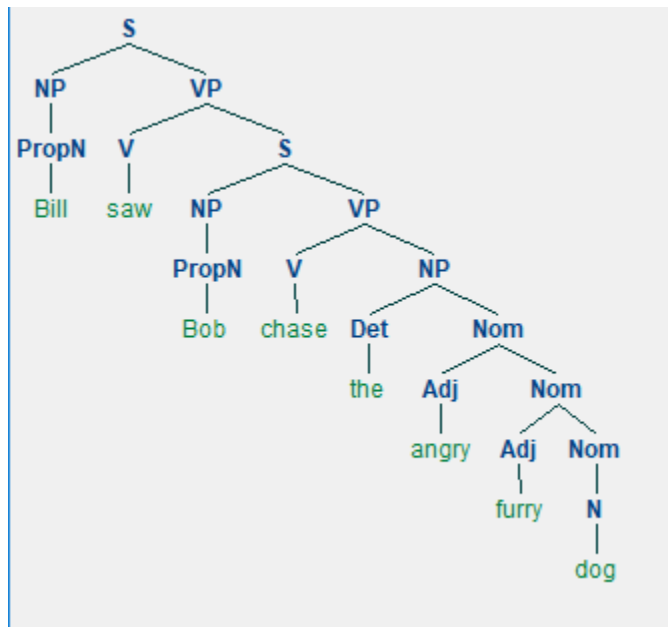 S
NP VP
PropN V S
Bill saw NP VP
PropN V NP
Bob chase Det Nom
the Adj Nom
angry Adj Nom
furry N
dog